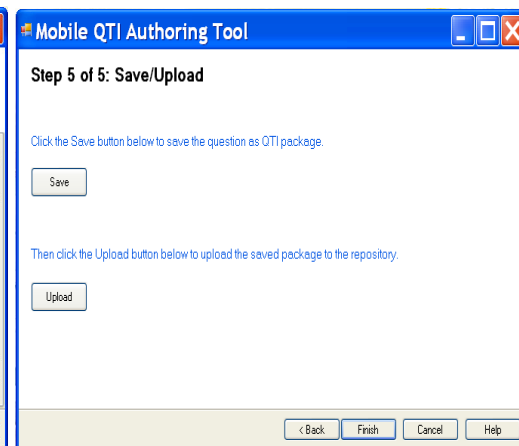 Mobile QTI Authoring Tool
Step 5 of 5: Save/Upload
Click the Save button below to save the question as QTI package.
Save
Then click the Upload button below to upload the saved package to the repository.
Upload
< Back Finish Cancel Help